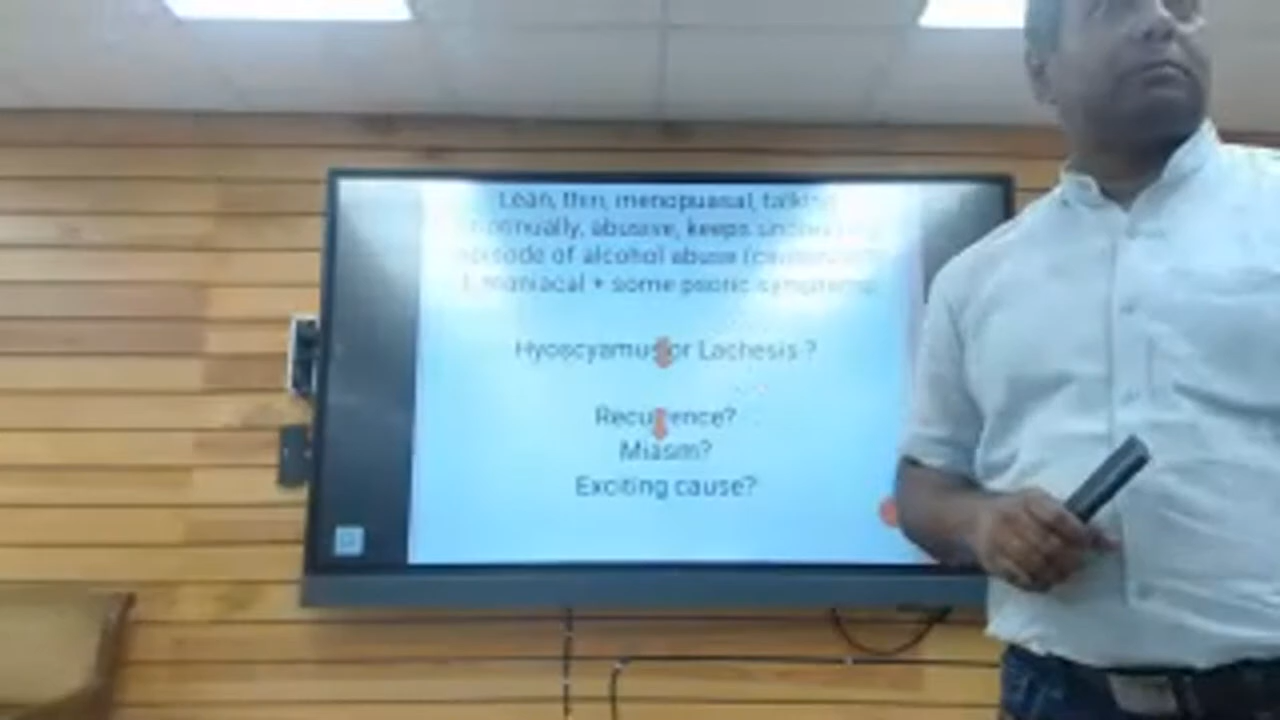 Lean, thin, menopausal, talking
abusive, keeps
episode of alcohol abuse
maniacal + some psoric symptoms
Hyoscyamus or Lachesis ?
Recurrence?
Miasm?
Exciting cause?